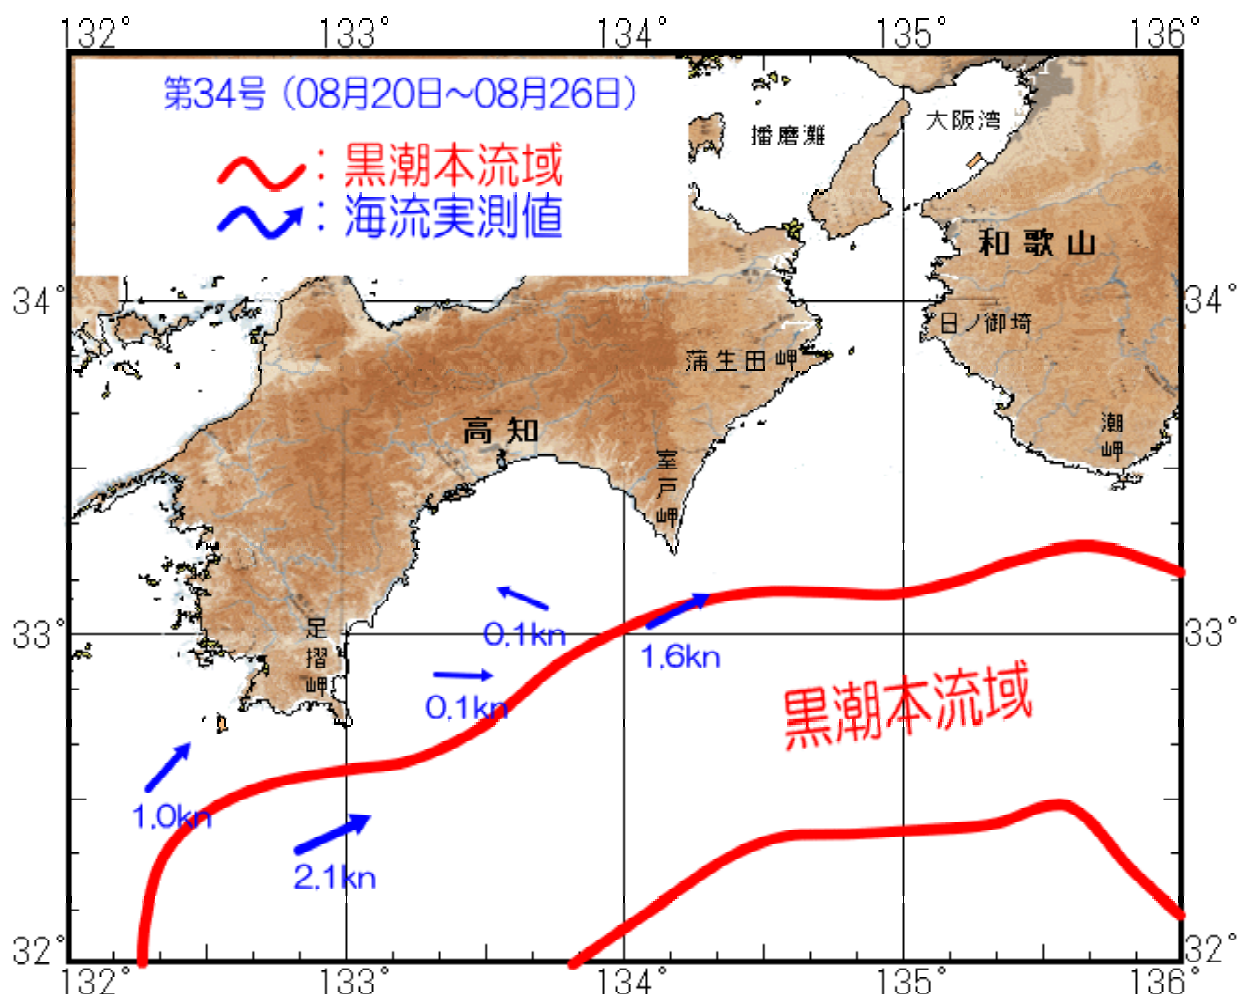 132° 133° 134° 135° 136°
第34号（08月20日～08月26日）
：黒潮本流域
：海流実測値
播磨灘
大阪湾
和歌山
34° 34°
日ノ御埼
蒲生田岬
高知
潮岬
室戸岬
足摺岬
33° 33°
0.1kn
1.6kn
0.1kn
黒潮本流域
1.0kn
2.1kn
32° 32°
132° 133° 134° 135° 136°